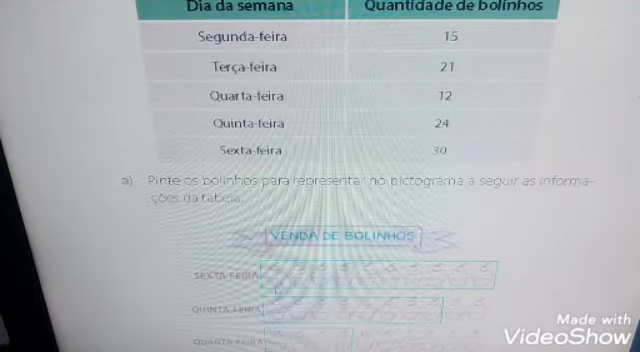 Dia da semana Quantidade de bolinhos
Segunda-feira 15
Terça-feira 21
Quarta-feira 12
Quinta-feira 24
Sexta-feira 30
a) Pinte os bolinhos para representar no pictograma a seguir as informa-
ções da tabela.
VENDA DE BOLINHOS
SEXTA-FEIRA
QUINTA-FEIRA
QUARTA-FEIRA
Made with
VideoShow